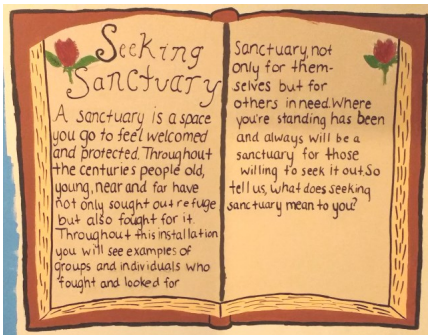 Seeking
Sanctuary
A sanctuary is a space
you go to feel welcomed
and protected. Throughout
the centuries people old,
young, near and far have
not only sought out refuge
but also fought for it.
Throughout this installation
you will see examples of
groups and individuals who
fought and looked for
Sanctuary, not
only for them-
selves but for
others in need. Where
you're standing has been
and always will be a
sanctuary for those
willing to seek it out. So
tell us, what does seeking
sanctuary mean to you?